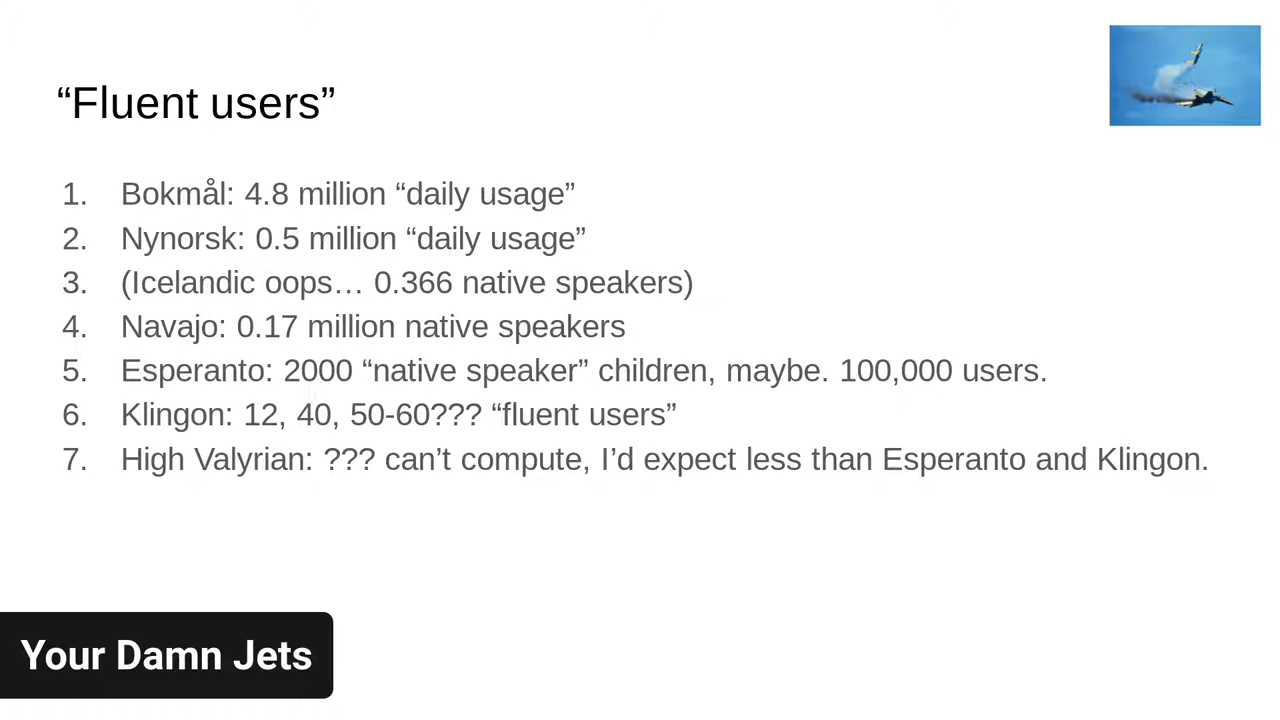 “Fluent users”
1. Bokmål: 4.8 million “daily usage”
2. Nynorsk: 0.5 million “daily usage”
3. (Icelandic oops… 0.366 native speakers)
4. Navajo: 0.17 million native speakers
5. Esperanto: 2000 “native speaker” children, maybe. 100,000 users.
6. Klingon: 12, 40, 50-60??? “fluent users”
7. High Valyrian: ??? can’t compute, I’d expect less than Esperanto and Klingon.
Your Damn Jets